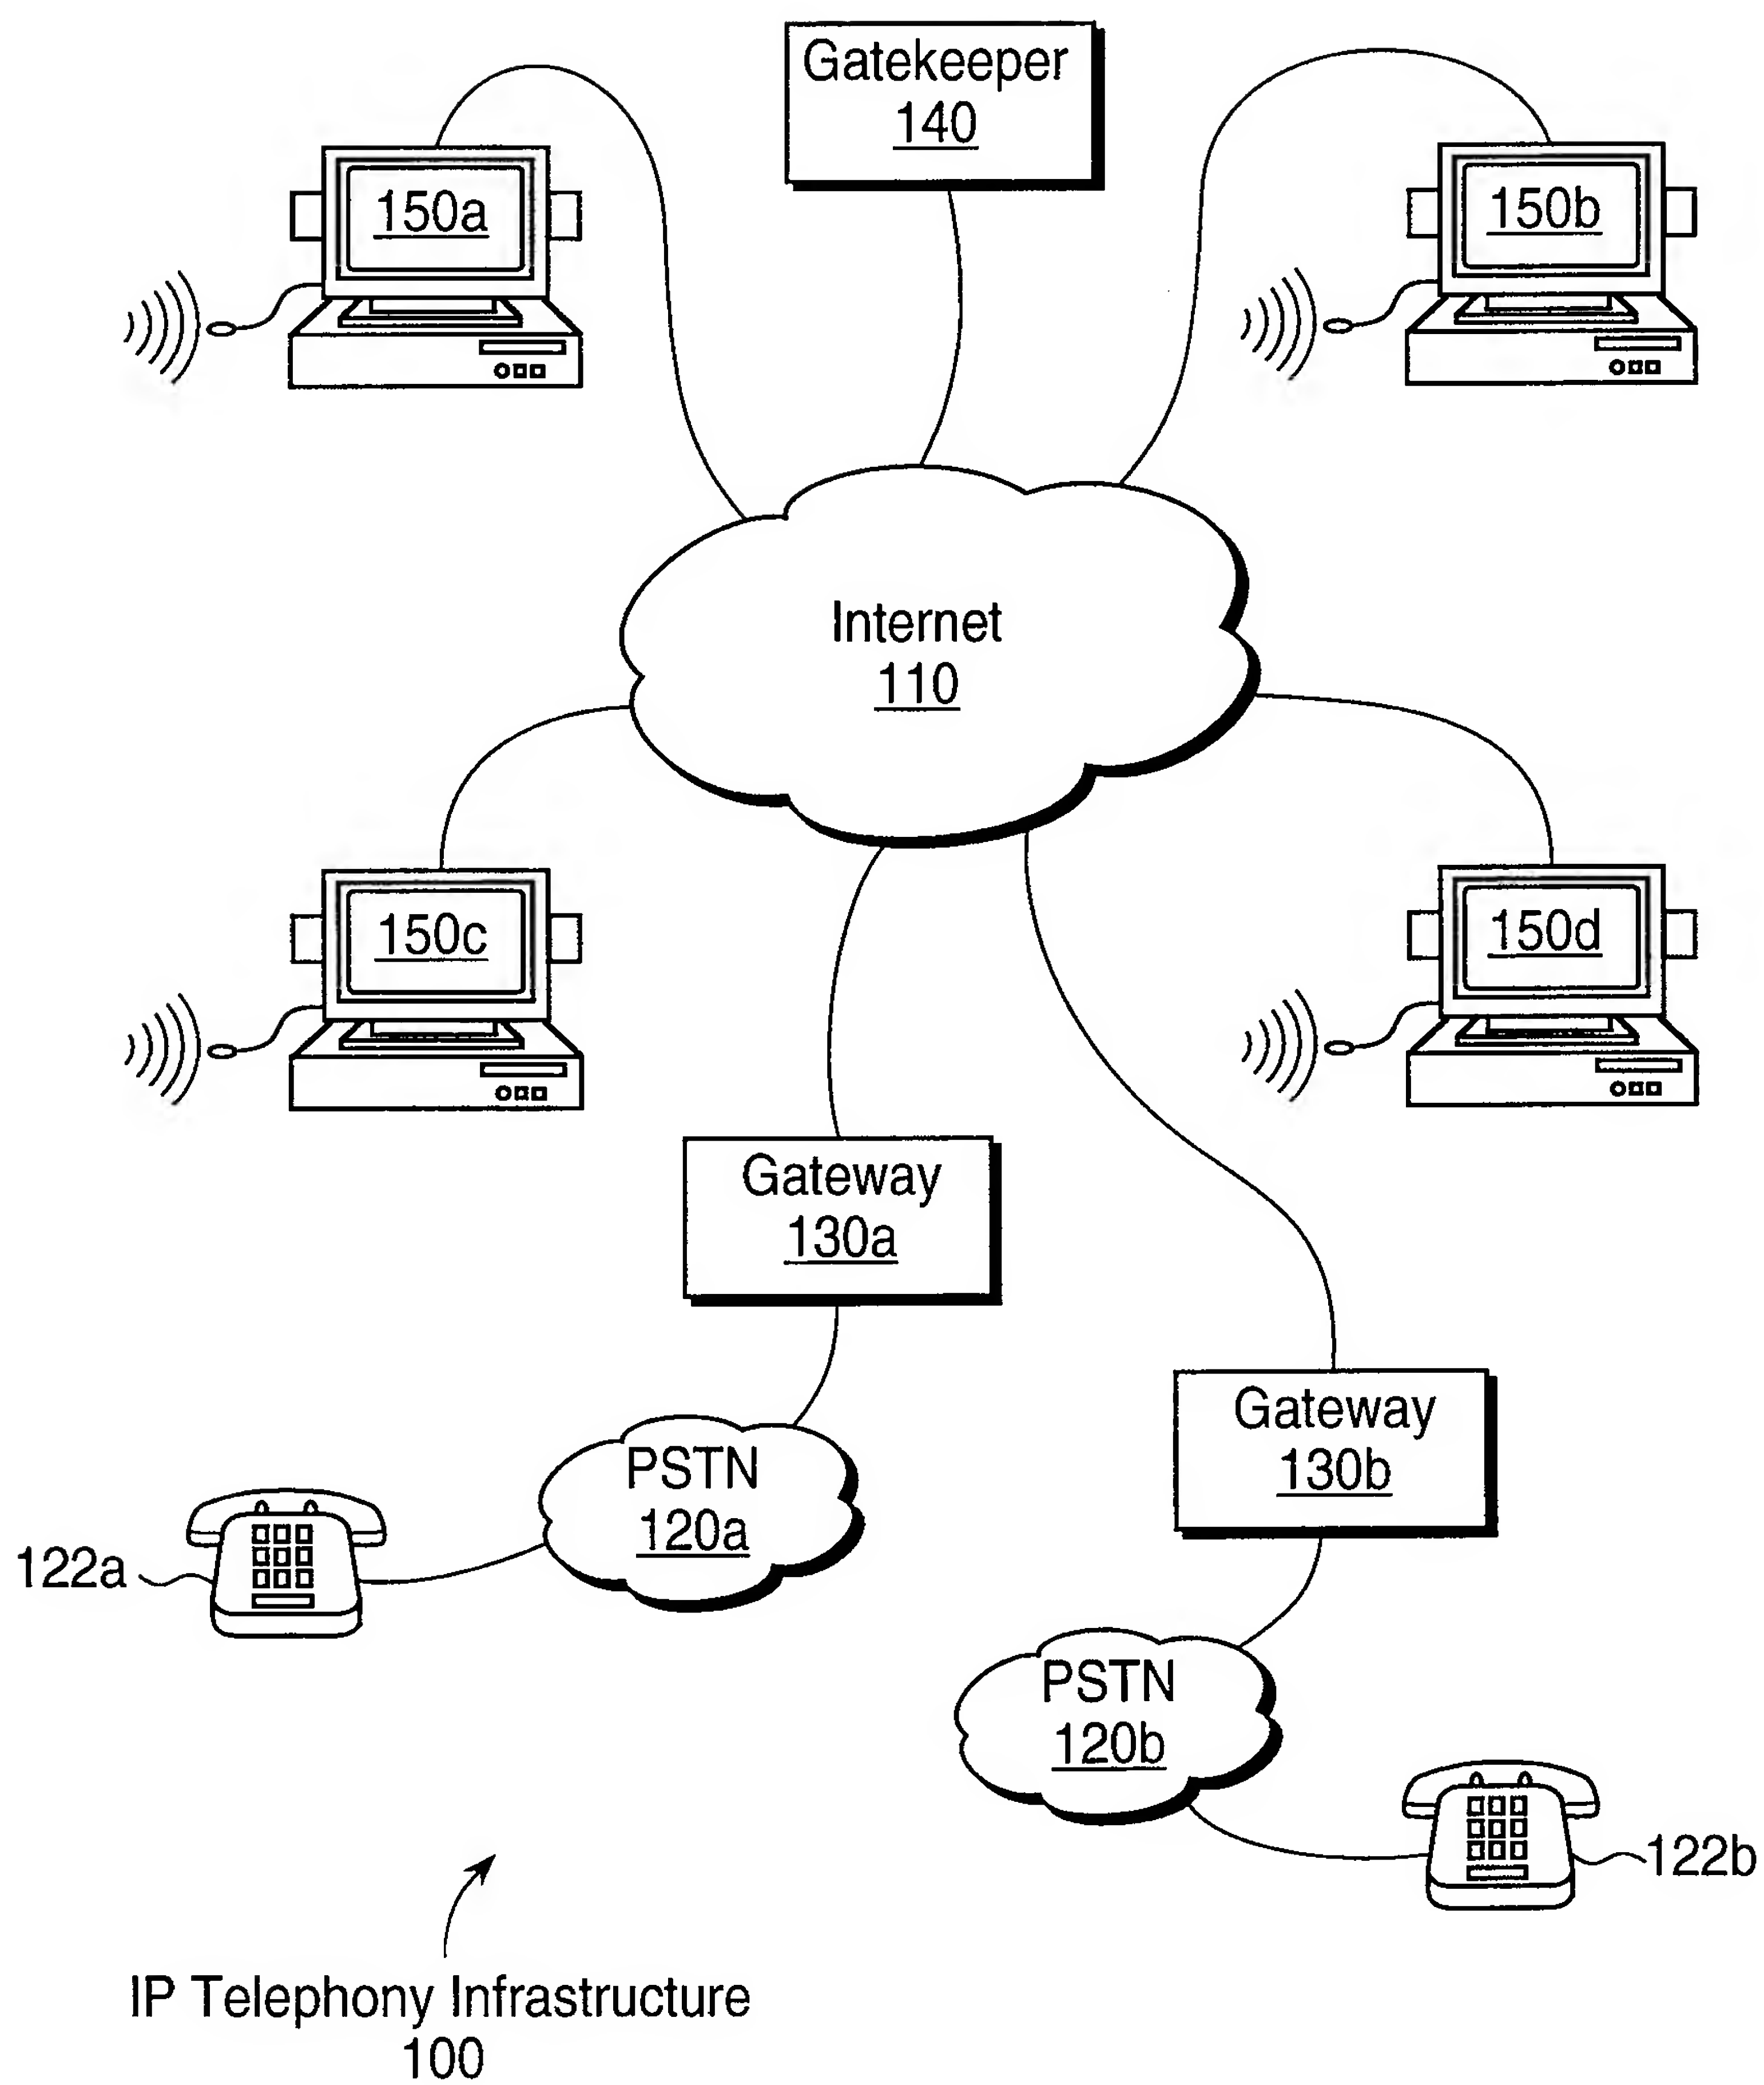 Gatekeeper
140
150a
150b
Internet
110
150c
150d
Gateway
130a
Gateway
130b
PSTN
120a
122a
PSTN
120b
122b
IP Telephony Infrastructure
100